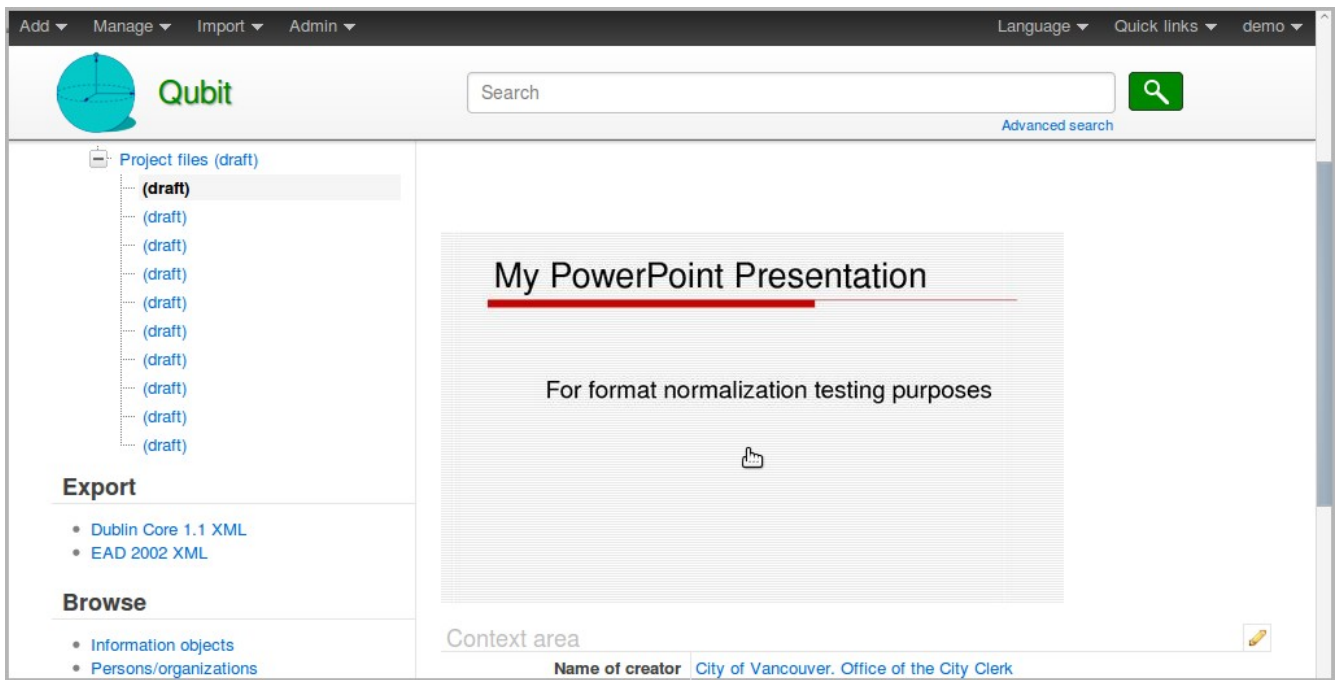 Add Manage Import Admin Language Quick links demo
Qubit
Search
Advanced search
Project files (draft)
(draft)
(draft)
(draft)
(draft)
(draft)
(draft)
(draft)
(draft)
(draft)
(draft)
Export
Dublin Core 1.1 XML
EAD 2002 XML
Browse
Information objects
Persons/organizations
My PowerPoint Presentation
For format normalization testing purposes
Context area
Name of creator City of Vancouver. Office of the City Clerk